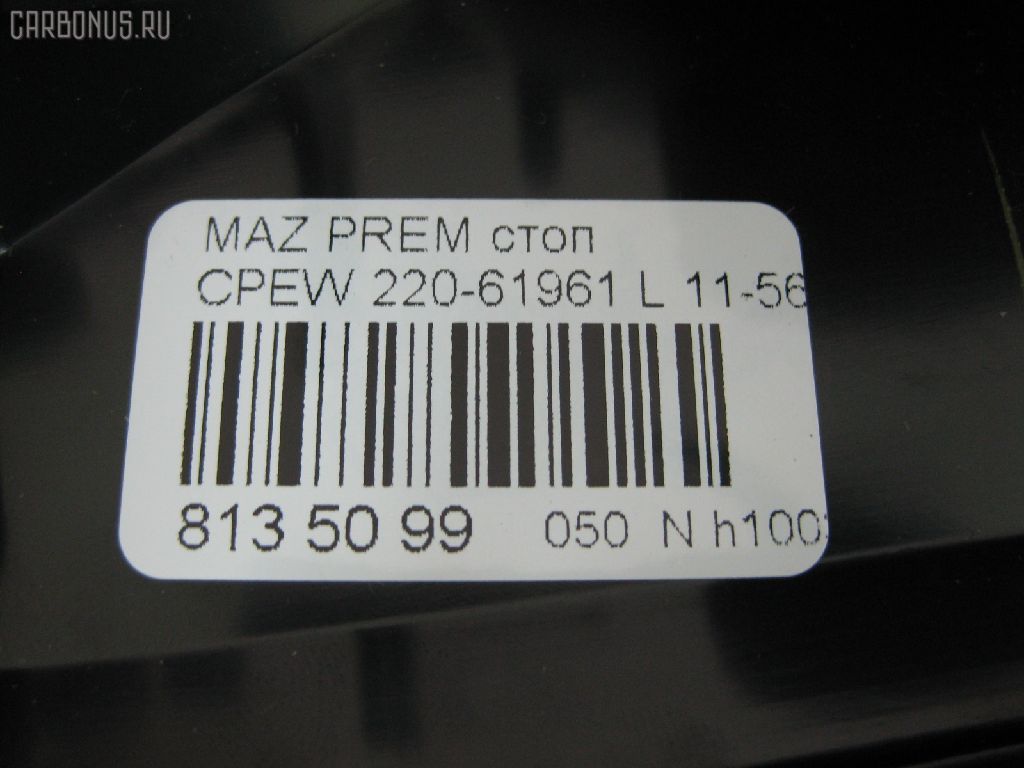 CARBONUS.RU
MAZ PREM стоп
CPEW 220-61961 L 11-56
813 50 99 050 N h100